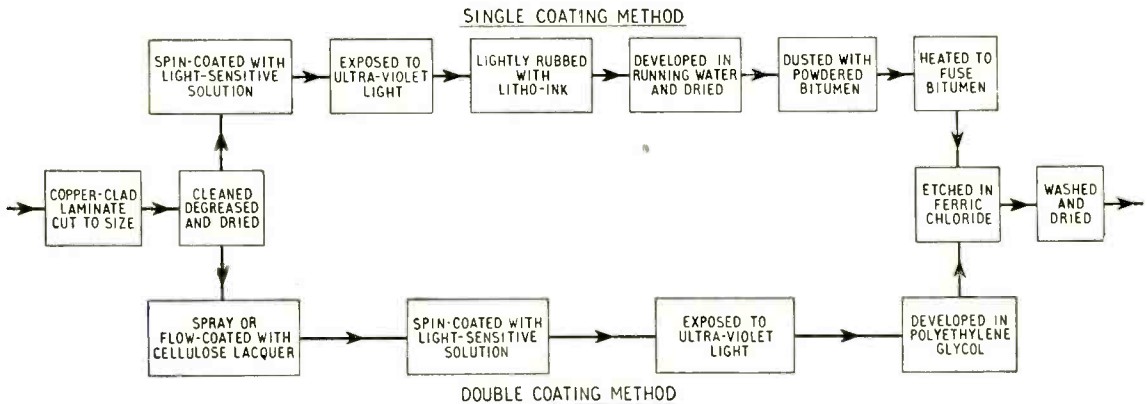 SINGLE COATING METHOD
SPIN-COATED WITH
LIGHT-SENSITIVE
SOLUTION
EXPOSED TO
ULTRA-VIOLET
LIGHT
LIGHTLY RUBBED
WITH
LITHO-INK
DEVELOPED IN
RUNNING WATER
AND DRIED
DUSTED WITH
POWDERED
BITUMEN
HEATED TO
FUSE
BITUMEN
COPPER-CLAD
LAMINATE
CUT TO SIZE
CLEANED
DEGREASED
AND DRIED
ETCHED IN
FERRIC
CHLORIDE
WASHED
AND
DRIED
SPRAY OR
FLOW-COATED WITH
CELLULOSE LACQUER
SPIN-COATED WITH
LIGHT-SENSITIVE
SOLUTION
EXPOSED TO
ULTRA-VIOLET
LIGHT
DEVELOPED IN
POLYETHYLENE
GLYCOL
DOUBLE COATING METHOD